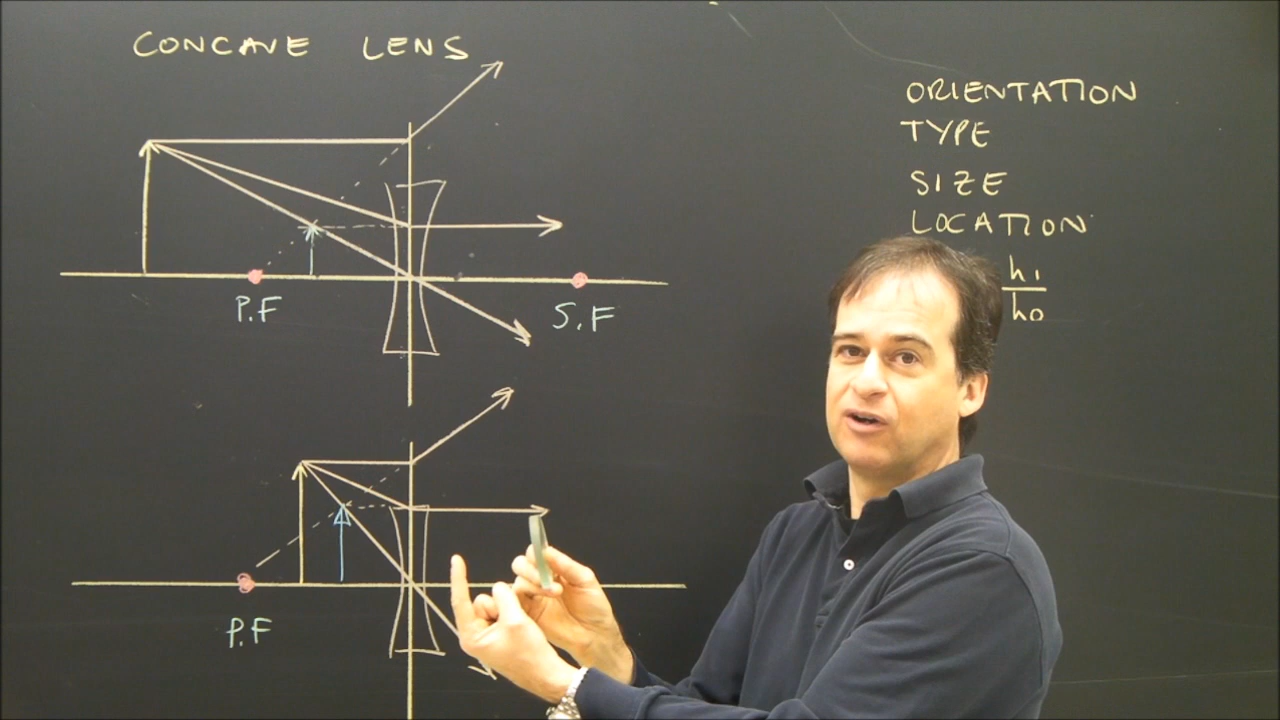 CONCAVE LENS
P.F
S.F
P.F
ORIENTATION
TYPE
SIZE
LOCATION
hi
ho